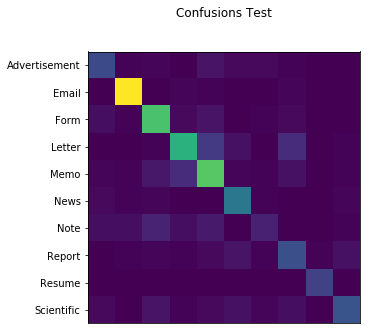 Confusions Test
Advertisement
Email
Form
Letter
Memo
News
Note
Report
Resume
Scientific